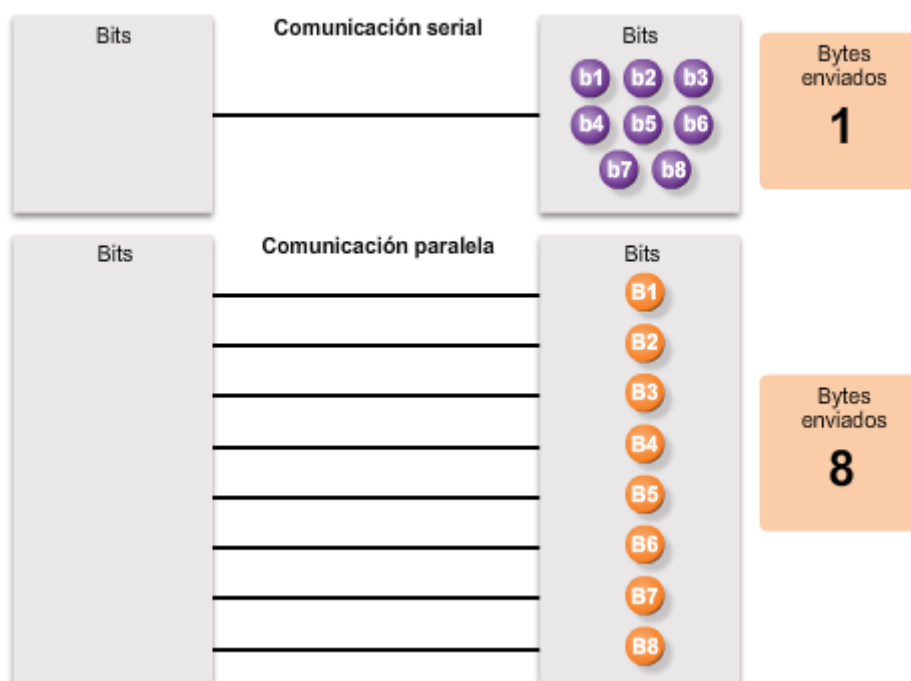 Comunicación serial
Bits
Bits
b1 b2 b3
b4 b5 b6
b7 b8
Bytes
enviados
1
Comunicación paralela
Bits
Bits
B1
B2
B3
B4
B5
B6
B7
B8
Bytes
enviados
8